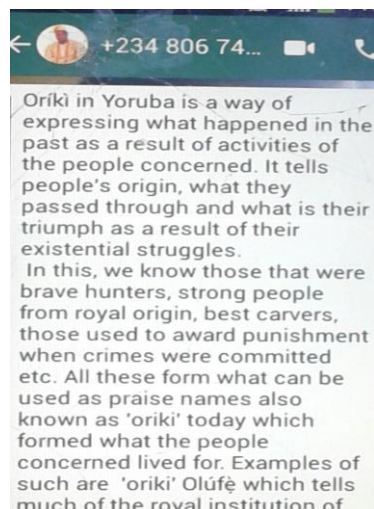 +234 806 74...
Oríkì in Yoruba is a way of
expressing what happened in the
past as a result of activities of
the people concerned. It tells
people's origin, what they
passed through and what is their
triumph as a result of their
existential struggles.
In this, we know those that were
brave hunters, strong people
from royal origin, best carvers,
those used to award punishment
when crimes were committed
etc. All these form what can be
used as praise names also
known as 'oriki' today which
formed what the people
concerned lived for. Examples of
such are 'oriki' Olúfẹ̀ which tells
much of the royal institution of